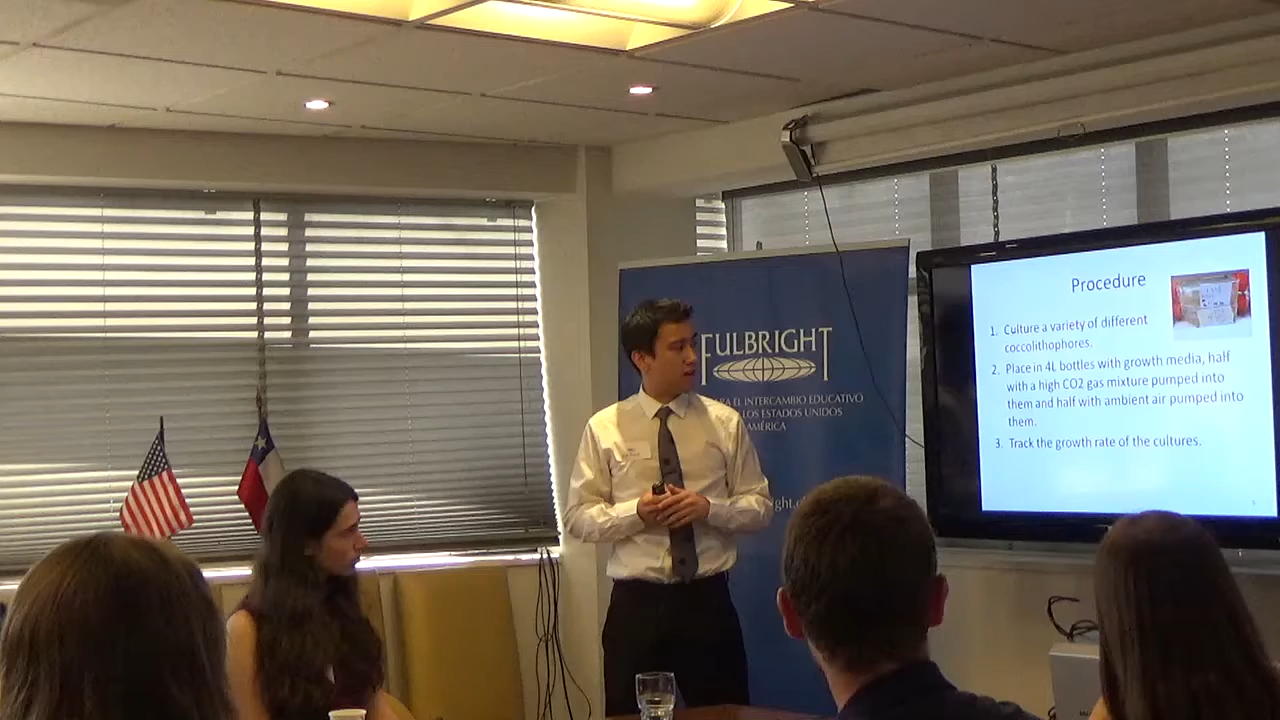 FULBRIGHT
PARA EL INTERCAMBIO EDUCATIVO
LOS ESTADOS UNIDOS
AMÉRICA
Procedure
1. Culture a variety of different
coccolithophores.
2. Place in 4L bottles with growth media, half
with a high CO2 gas mixture pumped into
them and half with ambient air pumped into
them.
3. Track the growth rate of the cultures.